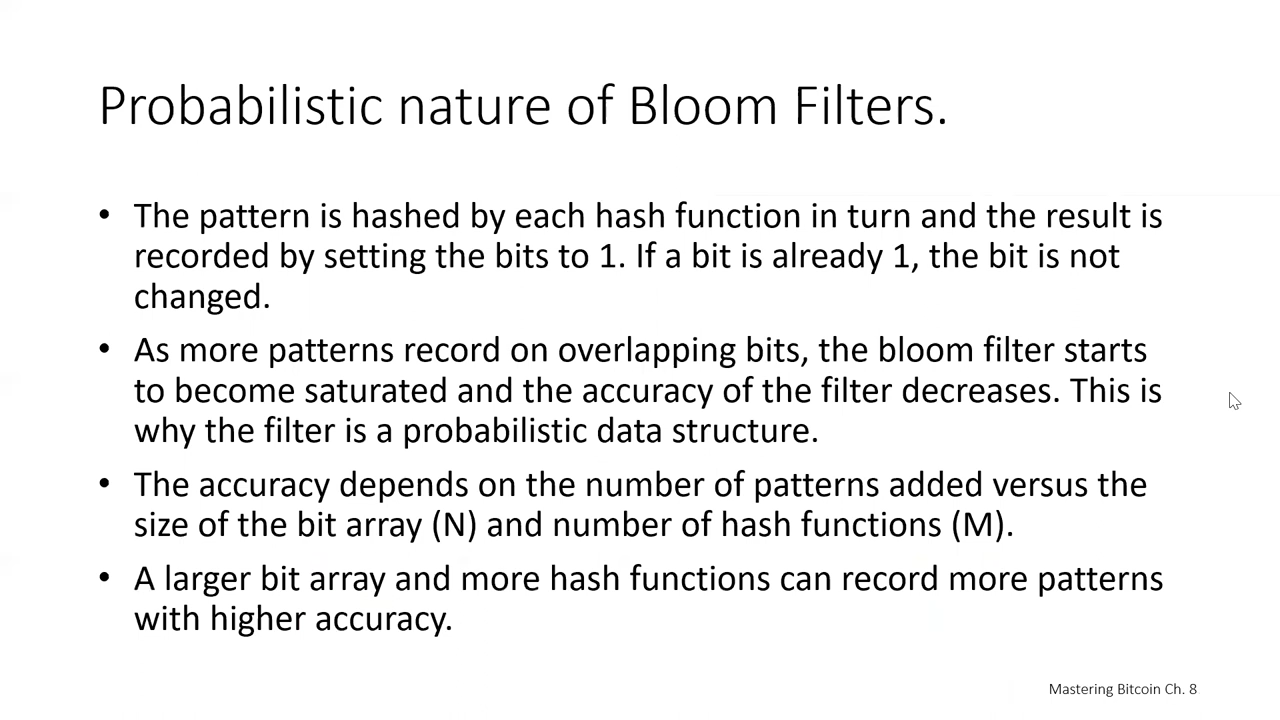 Probabilistic nature of Bloom Filters.
• The pattern is hashed by each hash function in turn and the result is
recorded by setting the bits to 1. If a bit is already 1, the bit is not
changed.
• As more patterns record on overlapping bits, the bloom filter starts
to become saturated and the accuracy of the filter decreases. This is
why the filter is a probabilistic data structure.
• The accuracy depends on the number of patterns added versus the
size of the bit array (N) and number of hash functions (M).
• A larger bit array and more hash functions can record more patterns
with higher accuracy.
Mastering Bitcoin Ch. 8